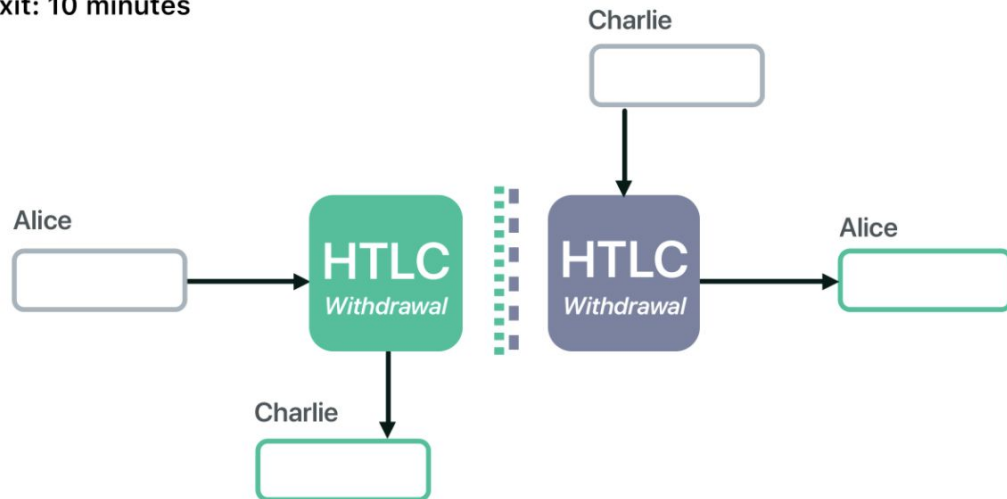 xit: 10 minutes
Charlie
Alice
HTLC
Withdrawal
HTLC
Withdrawal
Alice
Charlie